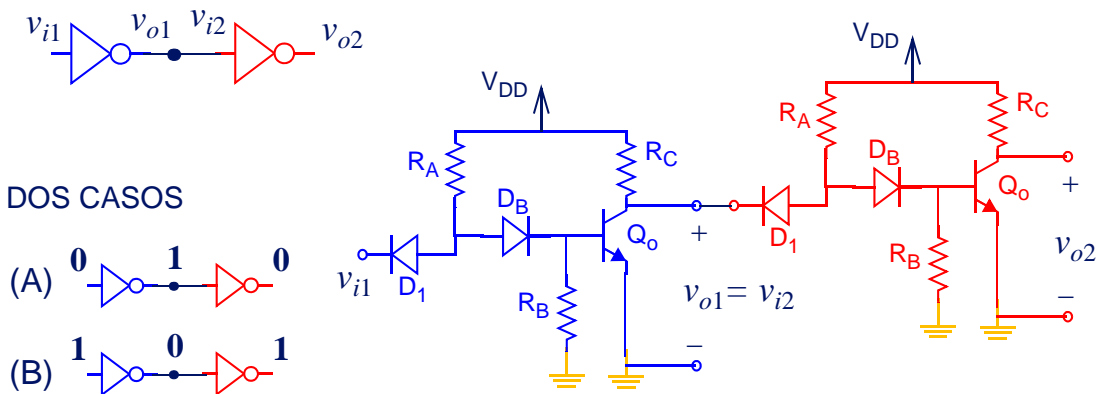 vi1 vo1 vi2 vo2
VDD
VDD
RA RC
RA RC
DB
DB
DOS CASOS
Qo
Qo
+
+
D1
D1
RB
RB
vi1
vo1 = vi2
vo2
−
−
(A) 0 1 0
(B) 1 0 1